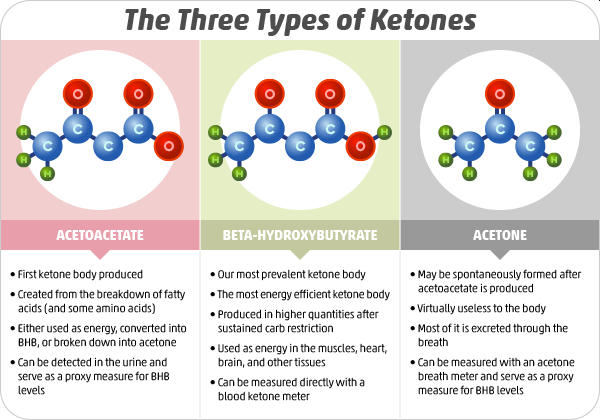 The Three Types of Ketones
O O
C C
H C C O
H H
ACETOACETATE
• First ketone body produced
• Created from the breakdown of fatty
acids (and some amino acids)
• Either used as energy, converted into
BHB, or broken down into acetone
• Can be detected in the urine and
serve as a proxy measure for BHB
levels
O O
H C C H
C C O
H H
BETA-HYDROXYBUTYRATE
• Our most prevalent ketone body
• The most energy efficient ketone body
• Produced in higher quantities after
sustained carb restriction
• Used as energy in the muscles, heart,
brain, and other tissues
• Can be measured directly with a
blood ketone meter
O
H C H
C C
H H
H H
ACETONE
• May be spontaneously formed after
acetoacetate is produced
• Virtually useless to the body
• Most of it is excreted through the
breath
• Can be measured with an acetone
breath meter and serve as a proxy
measure for BHB levels